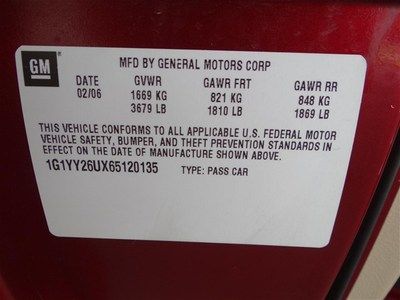 GM
MFD BY GENERAL MOTORS CORP
DATE GVWR GAWR FRT GAWR RR
02/06 1669 KG 821 KG 848 KG
3679 LB 1810 LB 1869 LB
THIS VEHICLE CONFORMS TO ALL APPLICABLE U.S. FEDERAL MOTOR
VEHICLE SAFETY, BUMPER, AND THEFT PREVENTION STANDARDS IN
EFFECT ON THE DATE OF MANUFACTURE SHOWN ABOVE.
1G1YY26UX65120135 TYPE: PASS CAR